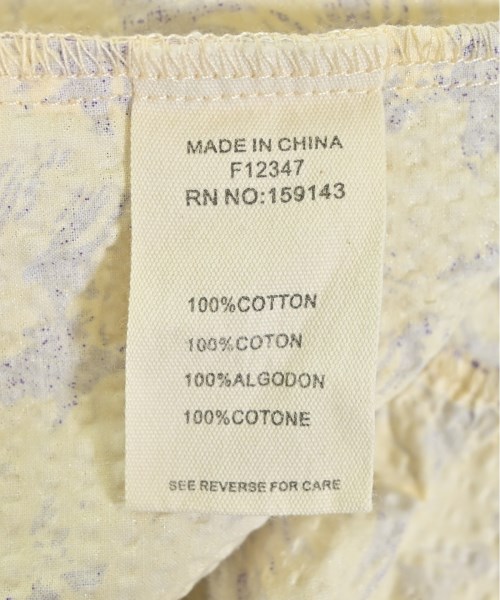 MADE IN CHINA
F12347
RN NO:159143
100%COTTON
100%COTON
100%ALGODON
100%COTONE
SEE REVERSE FOR CARE